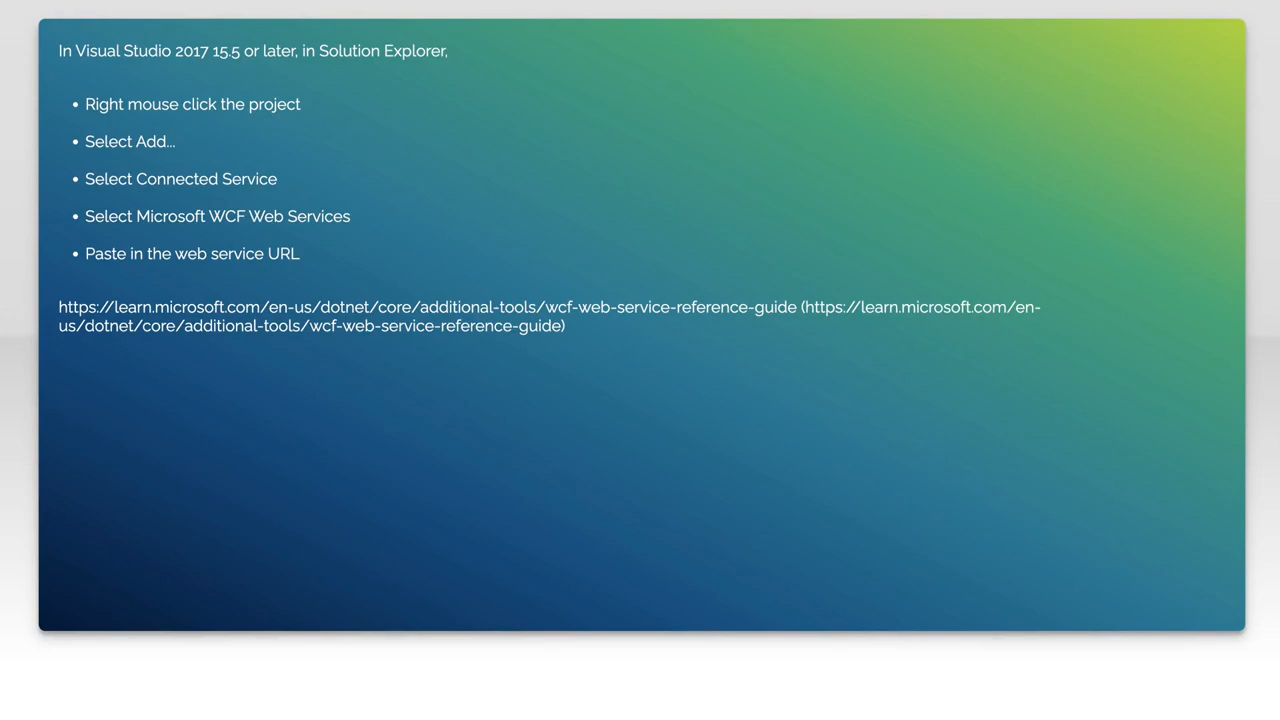 In Visual Studio 2017 15.5 or later, in Solution Explorer,
• Right mouse click the project
• Select Add...
• Select Connected Service
• Select Microsoft WCF Web Services
• Paste in the web service URL
https://learn.microsoft.com/en-us/dotnet/core/additional-tools/wcf-web-service-reference-guide (https://learn.microsoft.com/en-
us/dotnet/core/additional-tools/wcf-web-service-reference-guide)